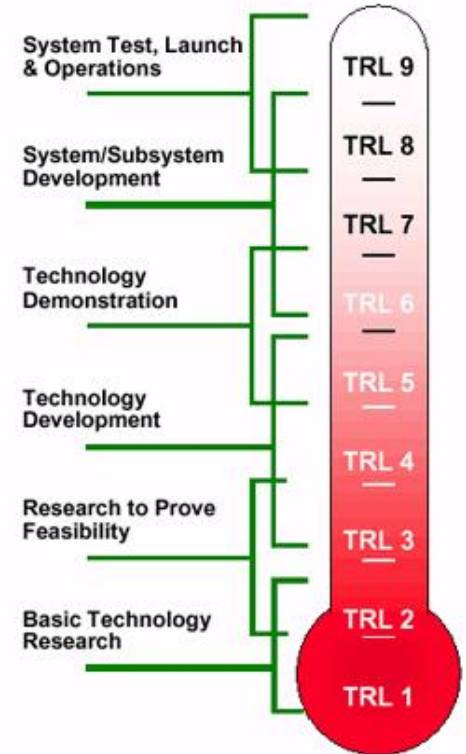 System Test, Launch
& Operations
System/Subsystem
Development
Technology
Demonstration
Technology
Development
Research to Prove
Feasibility
Basic Technology
Research
TRL 9
TRL 8
TRL 7
TRL 6
TRL 5
TRL 4
TRL 3
TRL 2
TRL 1